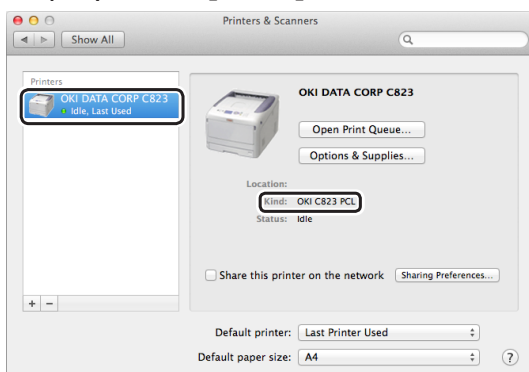 Printers & Scanners
Show All
Printers
OKI DATA CORP C823
Idle, Last Used
OKI DATA CORP C823
Open Print Queue...
Options & Supplies...
Location:
Kind: OKI C823 PCL
Status: Idle
Share this printer on the network Sharing Preferences...
+ −
Default printer: Last Printer Used
Default paper size: A4 ?